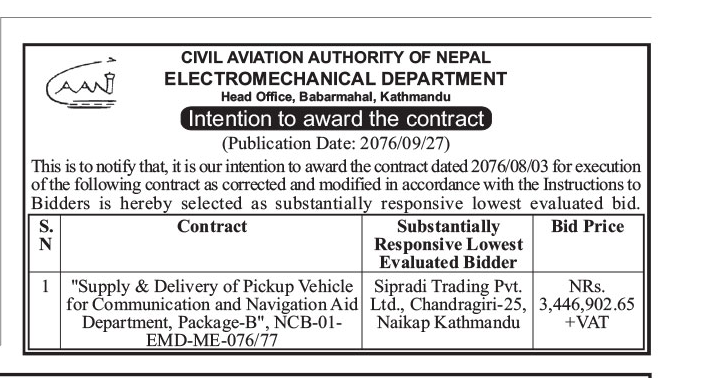 CAANJ
CIVIL AVIATION AUTHORITY OF NEPAL
ELECTROMECHANICAL DEPARTMENT
Head Office, Babarmahal, Kathmandu
Intention to award the contract
(Publication Date: 2076/09/27)
This is to notify that, it is our intention to award the contract dated 2076/08/03 for execution
of the following contract as corrected and modified in accordance with the Instructions to
Bidders is hereby selected as substantially responsive lowest evaluated bid.
S.
N
Contract
Substantially
Responsive Lowest
Evaluated Bidder
Bid Price
1
"Supply & Delivery of Pickup Vehicle
for Communication and Navigation Aid
Department, Package-B", NCB-01-
EMD-ME-076/77
Sipradi Trading Pvt.
Ltd., Chandragiri-25,
Naikap Kathmandu
NRs.
3,446,902.65
+VAT